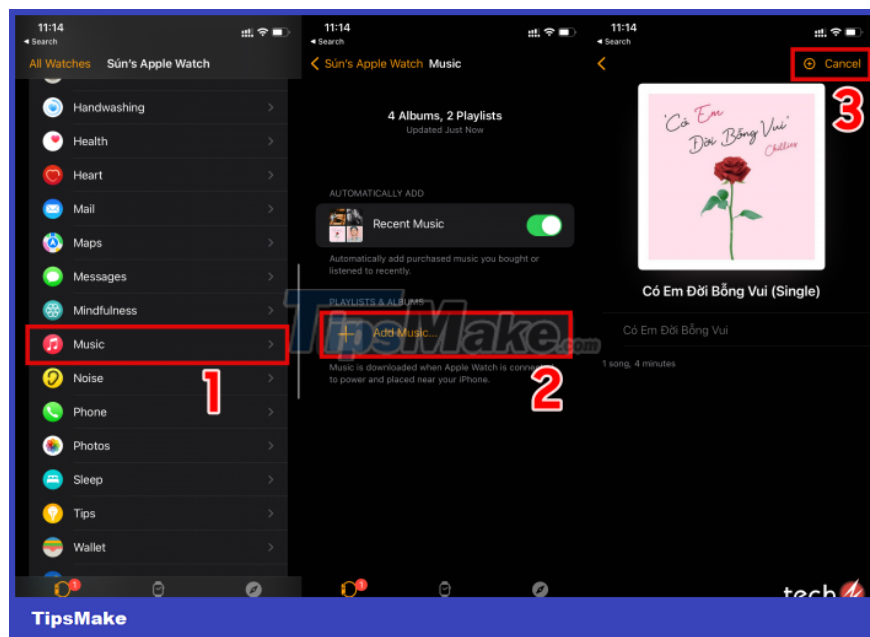 11:14
◂ Search
All Watches Sún's Apple Watch
Handwashing
Health
Heart
Mail
Maps
Messages
Mindfulness
Music
Noise
Phone
Photos
Sleep
Tips
Wallet
1
1
11:14
◂ Search
Sún's Apple Watch Music
4 Albums, 2 Playlists
Updated Just Now
AUTOMATICALLY ADD
Recent Music
Automatically add purchased music you bought or
listened to recently.
PLAYLISTS & ALBUMS
Add Music...
Music is downloaded when Apple Watch is connected
to power and placed near your iPhone.
2
1
11:14
◂ Search
Cancel
3
'Có Em
Đời Bỗng Vui'
Chillies
Có Em Đời Bỗng Vui (Single)
Có Em Đời Bỗng Vui
1 song, 4 minutes
TipsMake.com
tech
TipsMake